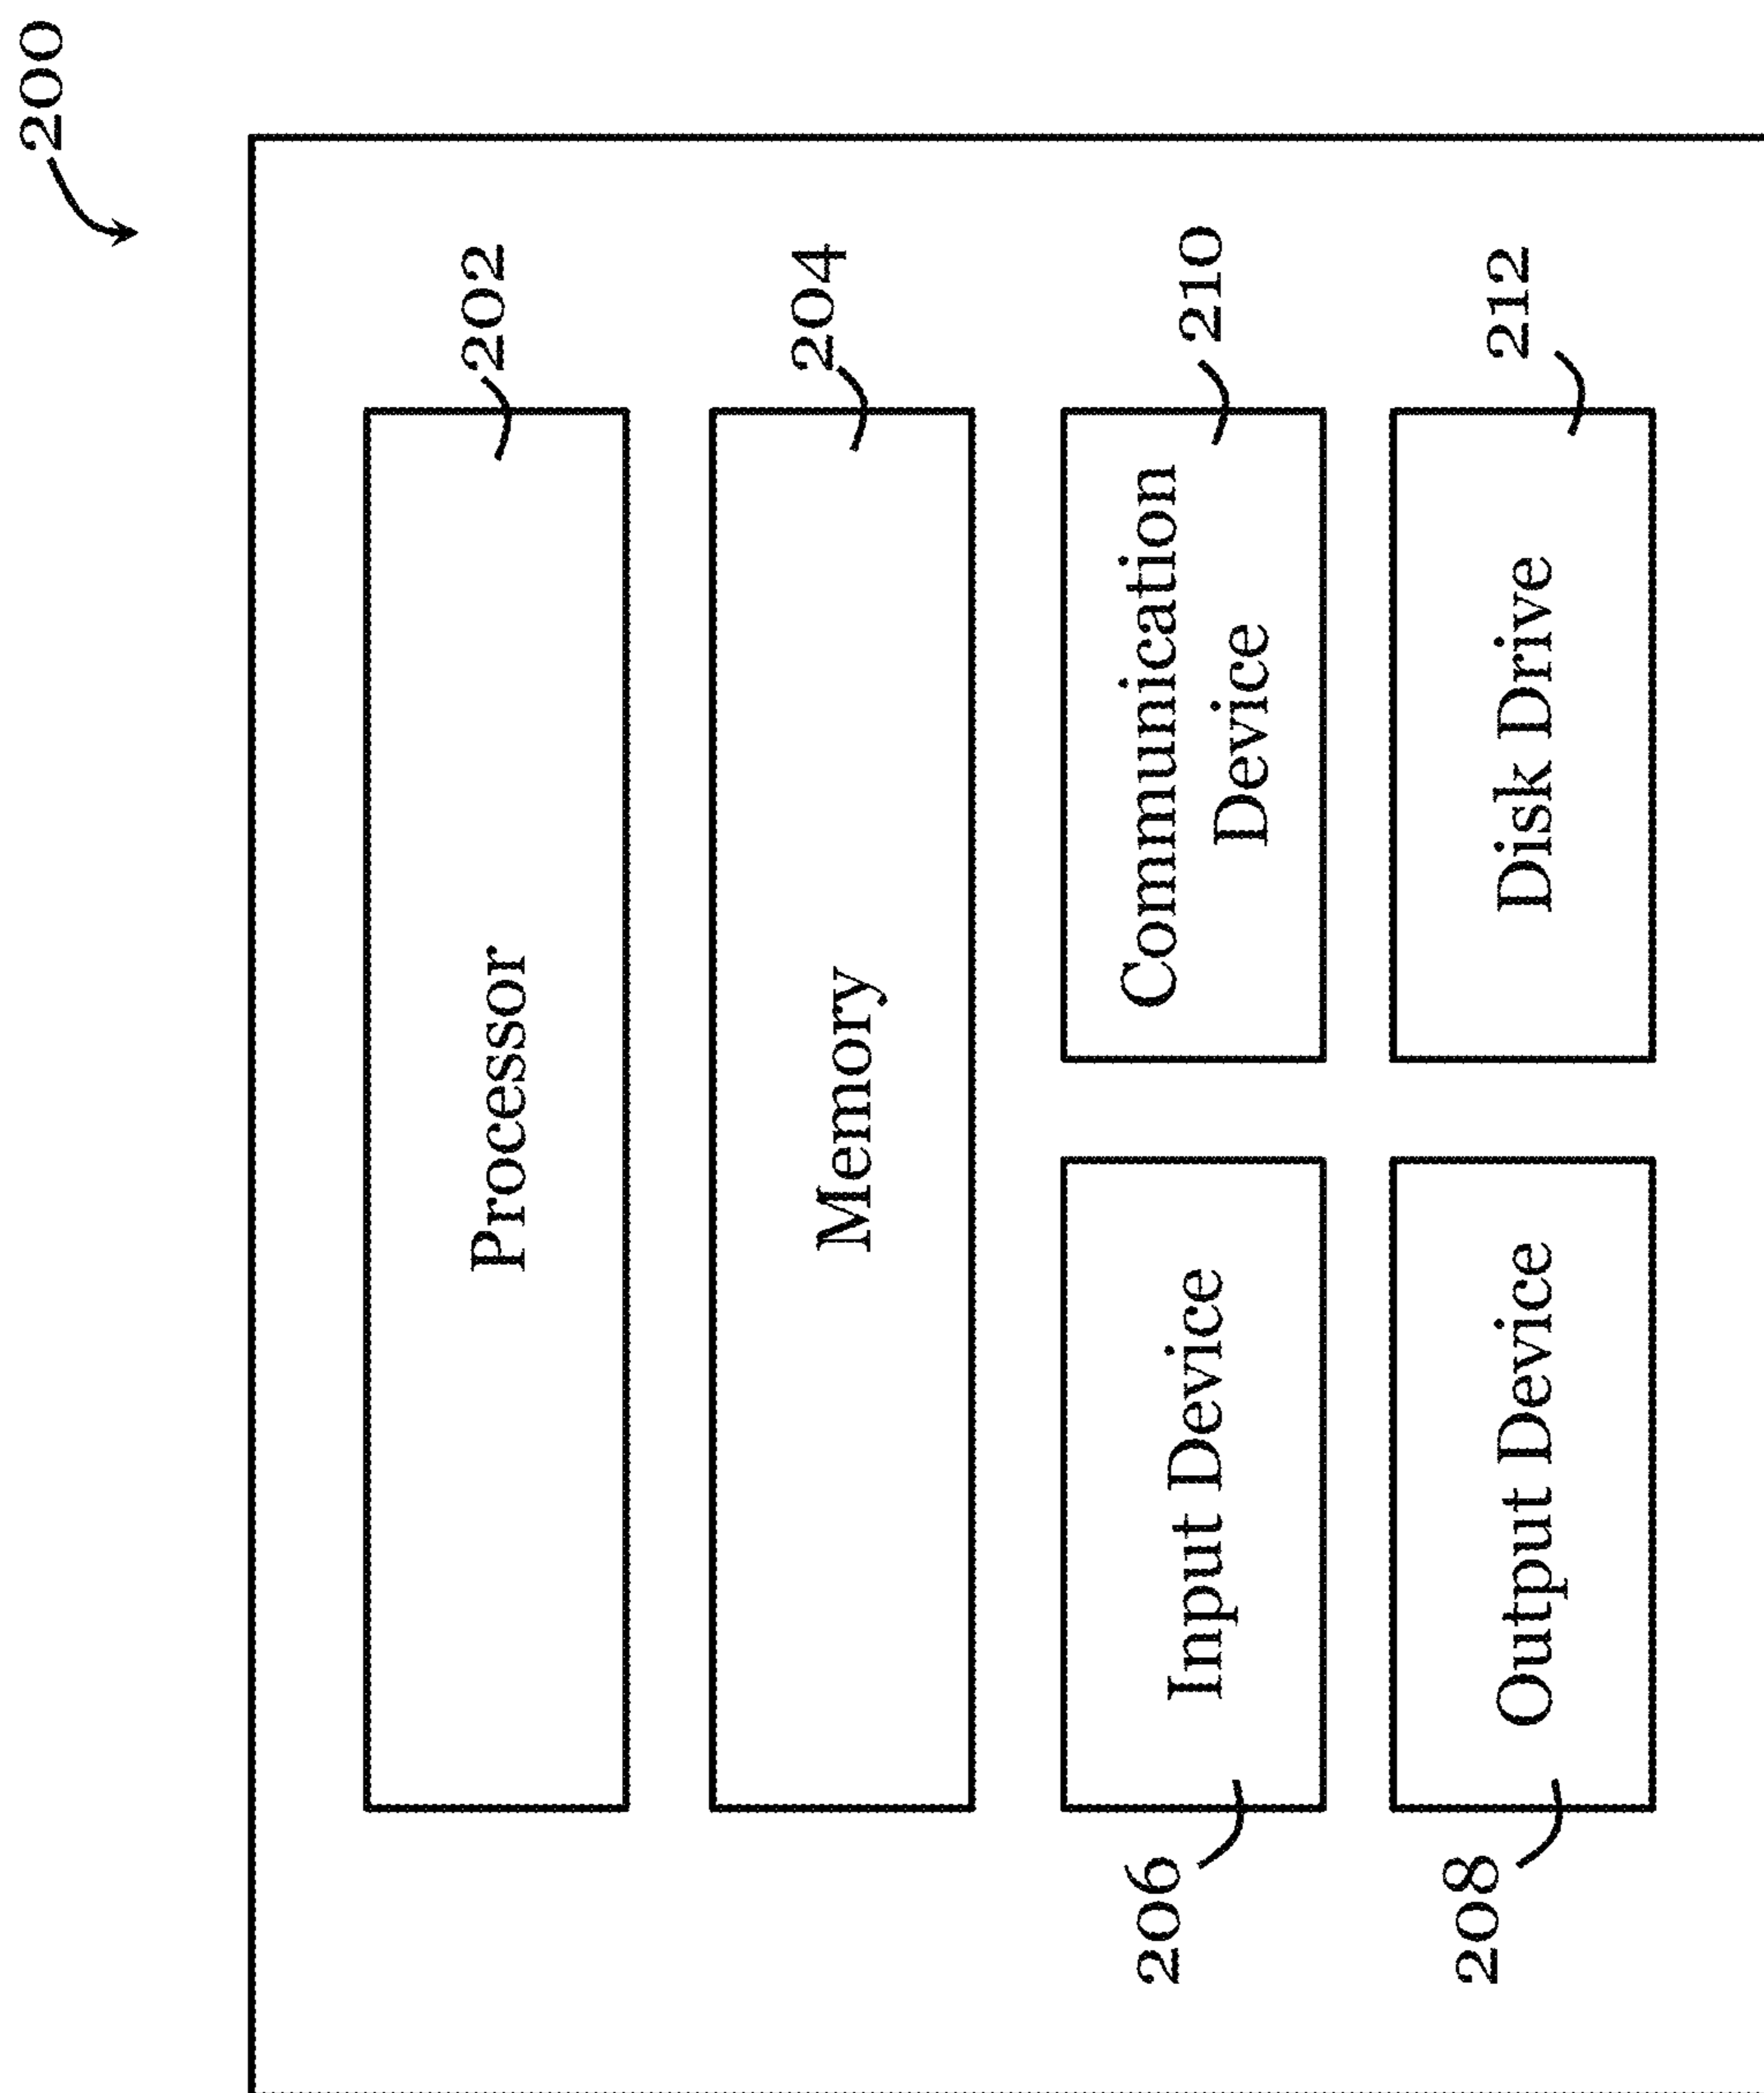 200
Processor
202
Memory
204
Input Device
206
Communication
Device
210
Output Device
208
Disk Drive
212